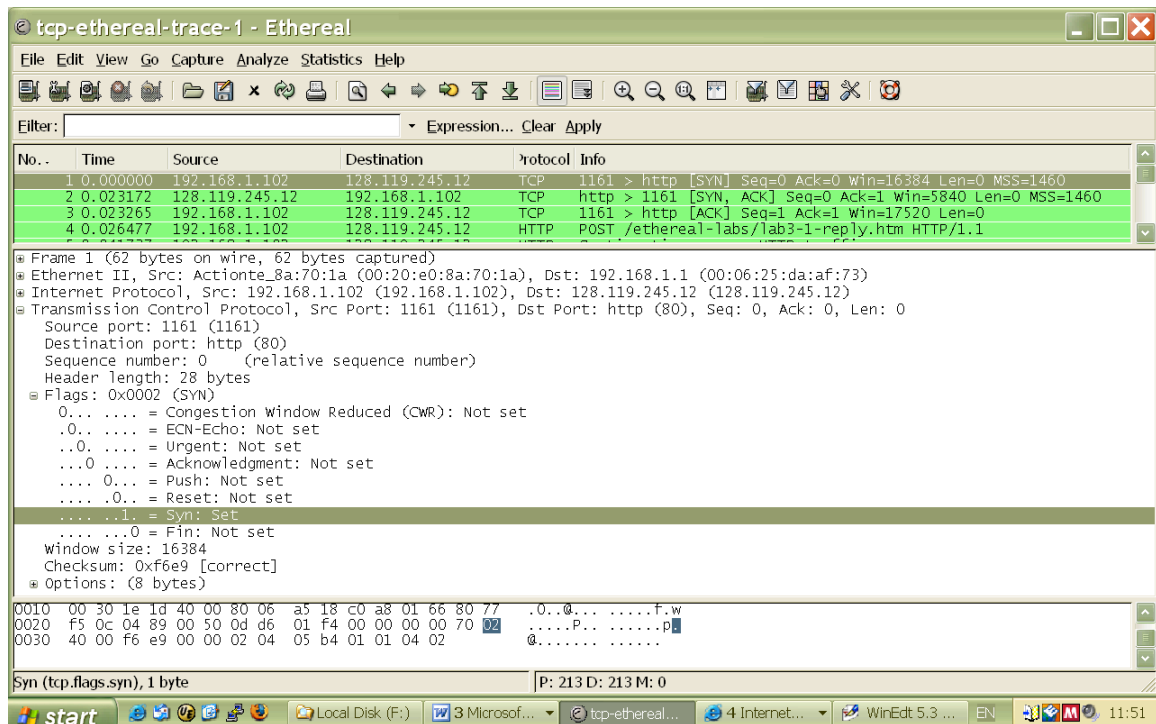 tcp-ethereal-trace-1 - Ethereal
File Edit View Go Capture Analyze Statistics Help
Filter: Expression... Clear Apply
No. . Time Source Destination Protocol Info
1 0.000000 192.168.1.102 128.119.245.12 TCP 1161 > http [SYN] Seq=0 Ack=0 Win=16384 Len=0 MSS=1460
2 0.023172 128.119.245.12 192.168.1.102 TCP http > 1161 [SYN, ACK] Seq=0 Ack=1 Win=5840 Len=0 MSS=1460
3 0.023265 192.168.1.102 128.119.245.12 TCP 1161 > http [ACK] Seq=1 Ack=1 Win=17520 Len=0
4 0.026477 192.168.1.102 128.119.245.12 HTTP POST /ethereal-labs/lab3-1-reply.htm HTTP/1.1
Frame 1 (62 bytes on wire, 62 bytes captured)
Ethernet II, Src: Actionte_8a:70:1a (00:20:e0:8a:70:1a), Dst: 192.168.1.1 (00:06:25:da:af:73)
Internet Protocol, Src: 192.168.1.102 (192.168.1.102), Dst: 128.119.245.12 (128.119.245.12)
Transmission Control Protocol, Src Port: 1161 (1161), Dst Port: http (80), Seq: 0, Ack: 0, Len: 0
Source port: 1161 (1161)
Destination port: http (80)
Sequence number: 0 (relative sequence number)
Header length: 28 bytes
Flags: 0x0002 (SYN)
0... .... = Congestion Window Reduced (CWR): Not set
.0.. .... = ECN-Echo: Not set
..0. .... = Urgent: Not set
...0 .... = Acknowledgment: Not set
.... 0... = Push: Not set
.... .0.. = Reset: Not set
.... ..1. = Syn: Set
.... ...0 = Fin: Not set
Window size: 16384
Checksum: 0xf6e9 [correct]
Options: (8 bytes)
0010 00 30 1e 1d 40 00 80 06 a5 18 c0 a8 01 66 80 77 .0..@... .....f.w
0020 f5 0c 04 89 00 50 0d d6 01 f4 00 00 00 00 70 02 .....P.. ......p.
0030 40 00 f6 e9 00 00 02 04 05 b4 01 01 04 02 @....... ......
Syn (tcp.flags.syn), 1 byte P: 213 D: 213 M: 0
start Local Disk (F:) 3 Microsof... tcp-ethereal... 4 Internet... WinEdt 5.3 ... EN 11:51